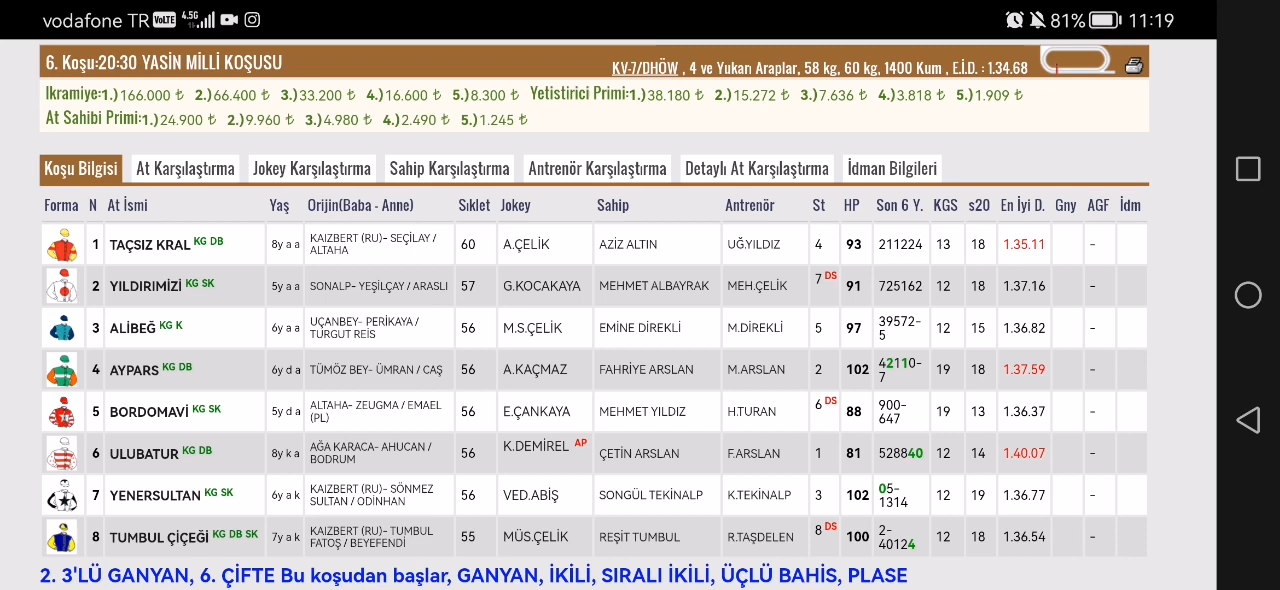 vodafone TR VoLTE 4.5G 81% 11:19
6. Koşu:20:30 YASİN MİLLİ KOŞUSU KV-7/DHÖW , 4 ve Yukarı Araplar, 58 kg, 60 kg, 1400 Kum , E.İ.D. : 1.34.68
Ikramiye:1.)166.000 ₺ 2.)66.400 ₺ 3.)33.200 ₺ 4.)16.600 ₺ 5.)8.300 ₺ Yetistirici Primi:1.)38.180 ₺ 2.)15.272 ₺ 3.)7.636 ₺ 4.)3.818 ₺ 5.)1.909 ₺
At Sahibi Primi:1.)24.900 ₺ 2.)9.960 ₺ 3.)4.980 ₺ 4.)2.490 ₺ 5.)1.245 ₺
Koşu Bilgisi At Karşılaştırma Jokey Karşılaştırma Sahip Karşılaştırma Antrenör Karşılaştırma Detaylı At Karşılaştırma İdman Bilgileri
Forma N At İsmi Yaş Orijin(Baba - Anne) Sıklet Jokey Sahip Antrenör St HP Son 6 Y. KGS s20 En İyi D. Gny AGF İdm
1 TAÇSIZ KRAL KG DB 8y a a KAIZBERT (RU)- SEÇİLAY / ALTAHA 60 A.ÇELİK AZİZ ALTIN UĞ.YILDIZ 4 93 211224 13 18 1.35.11 -
2 YILDIRIMİZİ KG SK 5y a a SONALP- YEŞİLÇAY / ARASLI 57 G.KOCAKAYA MEHMET ALBAYRAK MEH.ÇELİK 7 DS 91 725162 12 18 1.37.16 -
3 ALİBEĞ KG K 6y a a UÇANBEY- PERİKAYA / TURGUT REİS 56 M.S.ÇELİK EMİNE DİREKLİ M.DİREKLİ 5 97 39572-5 12 15 1.36.82 -
4 AYPARS KG DB 6y d a TÜMÖZ BEY- ÜMRAN / CAŞ 56 A.KAÇMAZ FAHRİYE ARSLAN M.ARSLAN 2 102 42110-7 19 18 1.37.59 -
5 BORDOMAVİ KG SK 5y d a ALTAHA- ZEUGMA / EMAEL (PL) 56 E.ÇANKAYA MEHMET YILDIZ H.TURAN 6 DS 88 900-647 19 13 1.36.37 -
6 ULUBATUR KG DB 8y k a AĞA KARACA- AHUCAN / BODRUM 56 K.DEMİREL AP ÇETİN ARSLAN F.ARSLAN 1 81 528840 12 14 1.40.07 -
7 YENERSULTAN KG SK 6y a k KAIZBERT (RU)- SÖNMEZ SULTAN / ODİNHAN 56 VED.ABİŞ SONGÜL TEKİNALP K.TEKİNALP 3 102 05-1314 12 19 1.36.77 -
8 TUMBUL ÇİÇEĞİ KG DB SK 7y a k KAIZBERT (RU)- TUMBUL FATOŞ / BEYEFENDİ 55 MÜS.ÇELİK REŞİT TUMBUL R.TAŞDELEN 8 DS 100 2-40124 12 18 1.36.54 -
2. 3'LÜ GANYAN, 6. ÇİFTE Bu koşudan başlar, GANYAN, İKİLİ, SIRALI İKİLİ, ÜÇLÜ BAHİS, PLASE